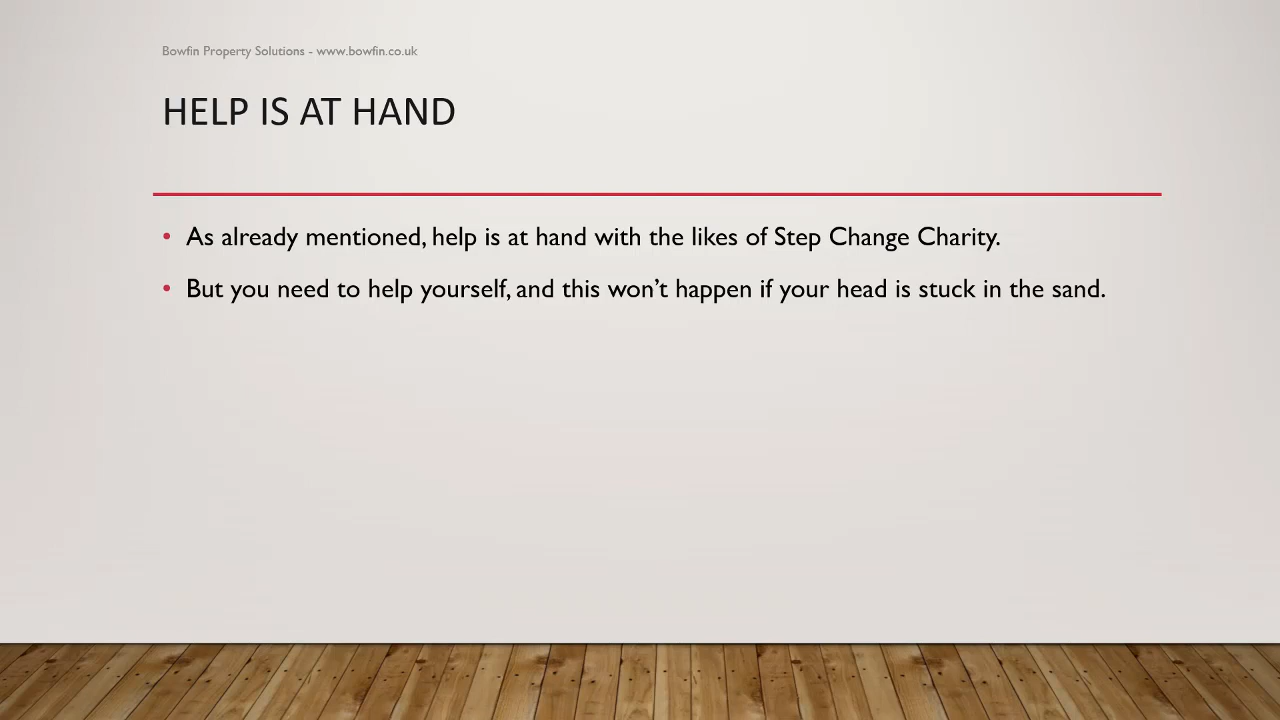 Bowfin Property Solutions - www.bowfin.co.uk
HELP IS AT HAND
• As already mentioned, help is at hand with the likes of Step Change Charity.
• But you need to help yourself, and this won’t happen if your head is stuck in the sand.